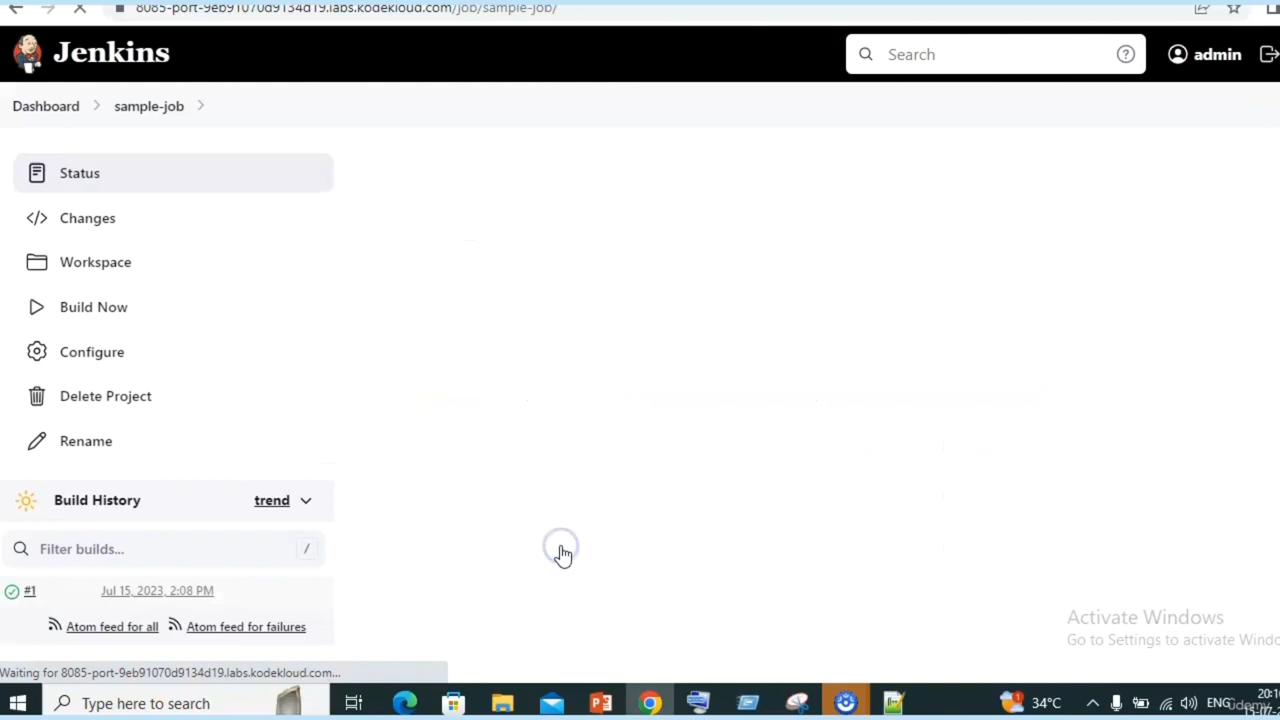 8085-port-9eb91070d9134d19.labs.kodekloud.com/job/sample-job/
Jenkins
Search
admin
Dashboard
sample-job
Status
Changes
Workspace
Build Now
Configure
Delete Project
Rename
Build History
trend
Filter builds...
/
#1
Jul 15, 2023, 2:08 PM
Atom feed for all
Atom feed for failures
Activate Windows
Go to Settings to activate
Waiting for 8085-port-9eb91070d9134d19.labs.kodekloud.com...
Type here to search
34°C
ENG